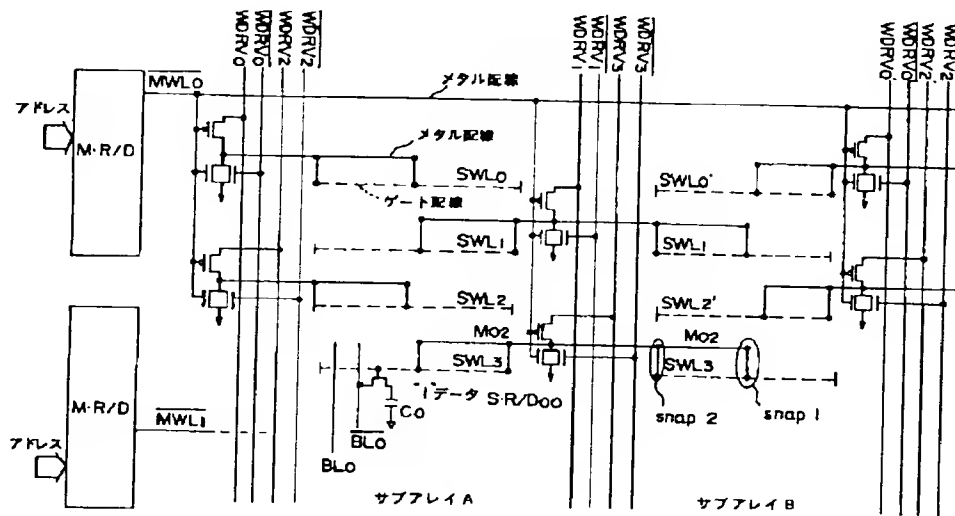 WDRV0
WDRV0
WDRV2
WDRV2
WDRV1
WDRV1
WDRV3
WDRV3
WDRV0'
WDRV0'
WDRV2'
WDRV2'
MWL0
メタル配線
アドレス
M·R/D
メタル配線
SWL0
SWL0'
ゲート配線
SWL1
SWL1
SWL2
SWL2'
M02
M02
SWL3
SWL3
"1"データ
S·R/D00
snap 2
snap 1
M·R/D
C0
MWL1
BL0
アドレス
BL0
サブアレイA
サブアレイB